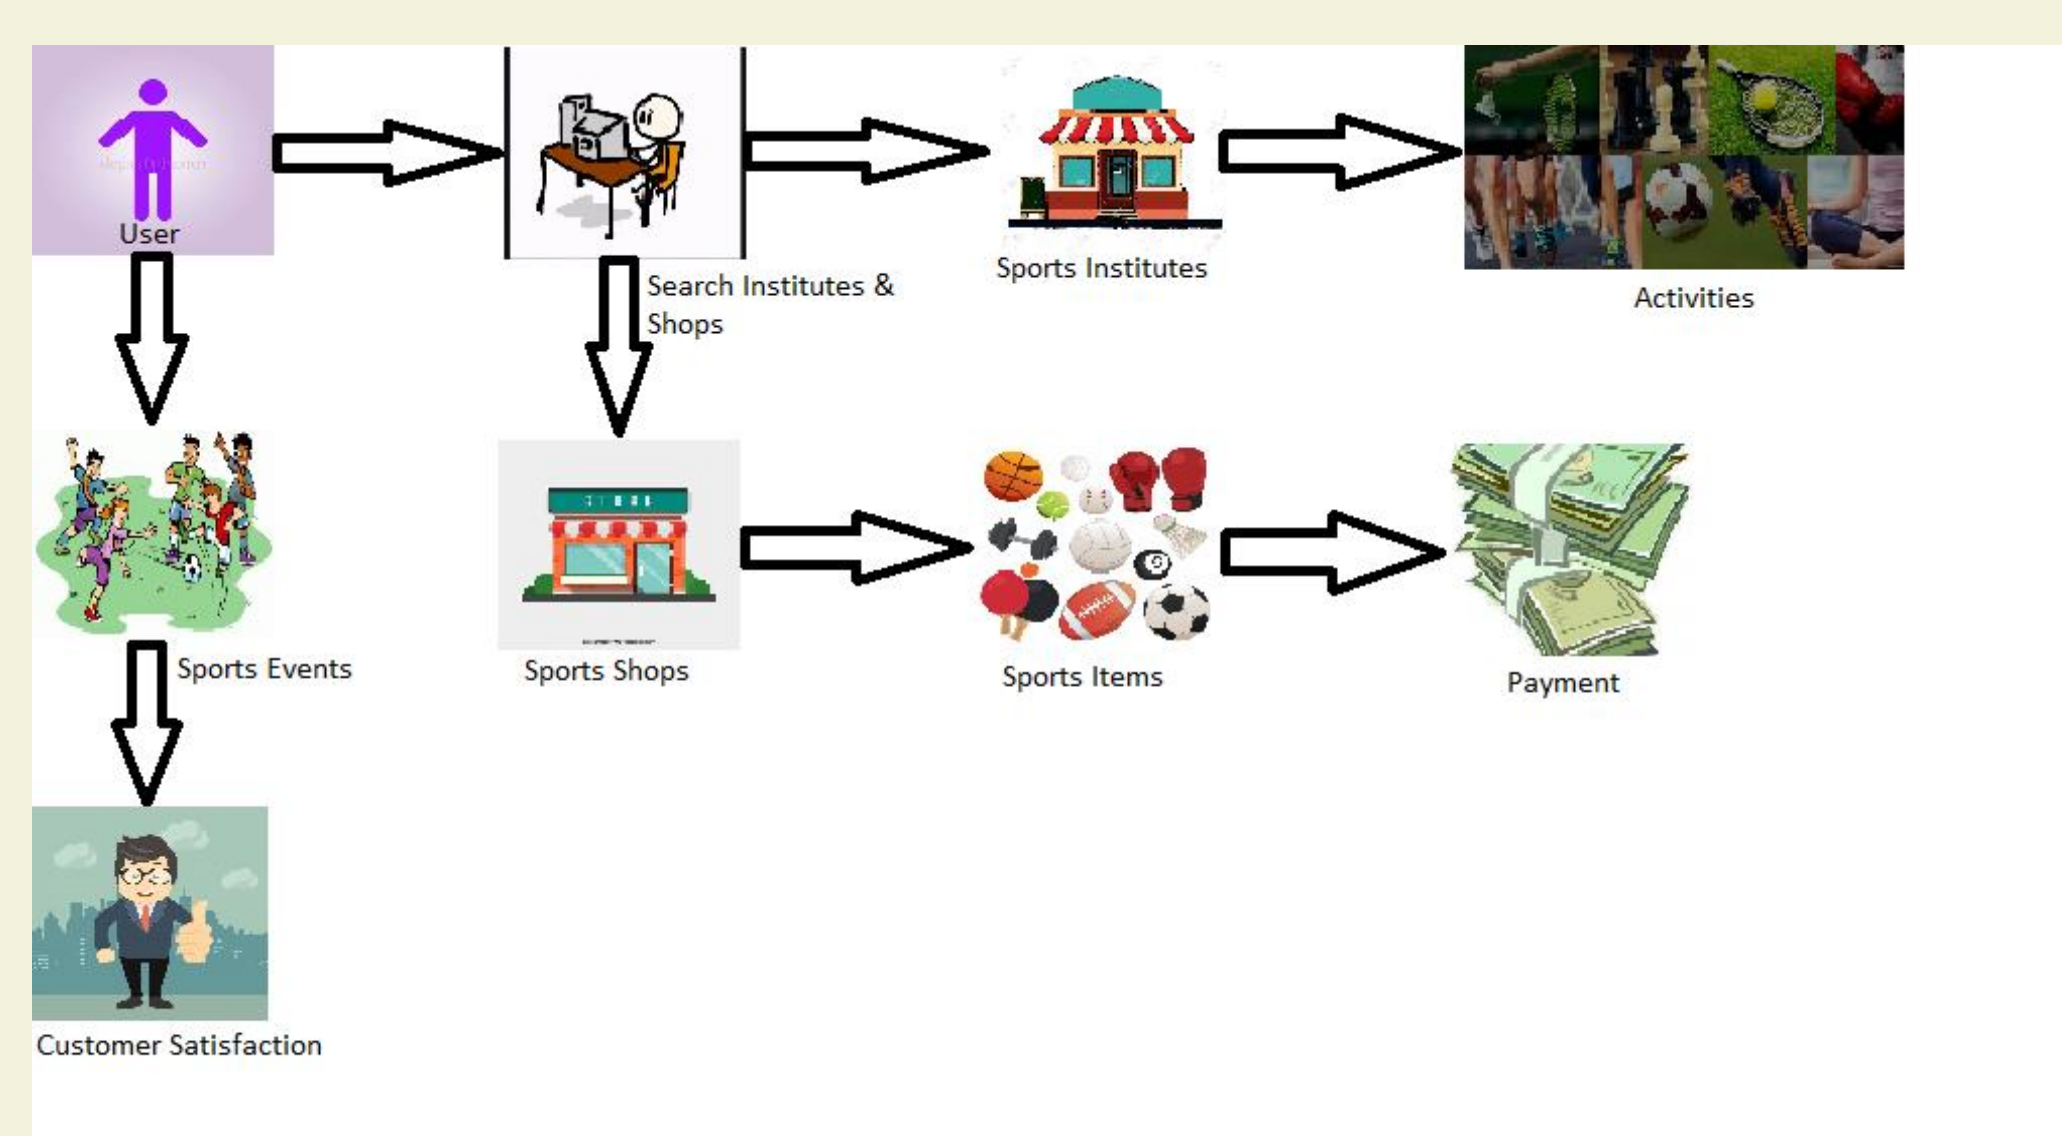 User
Search Institutes &
Shops
Sports Institutes
Activities
Sports Events
Sports Shops
Sports Items
Payment
Customer Satisfaction